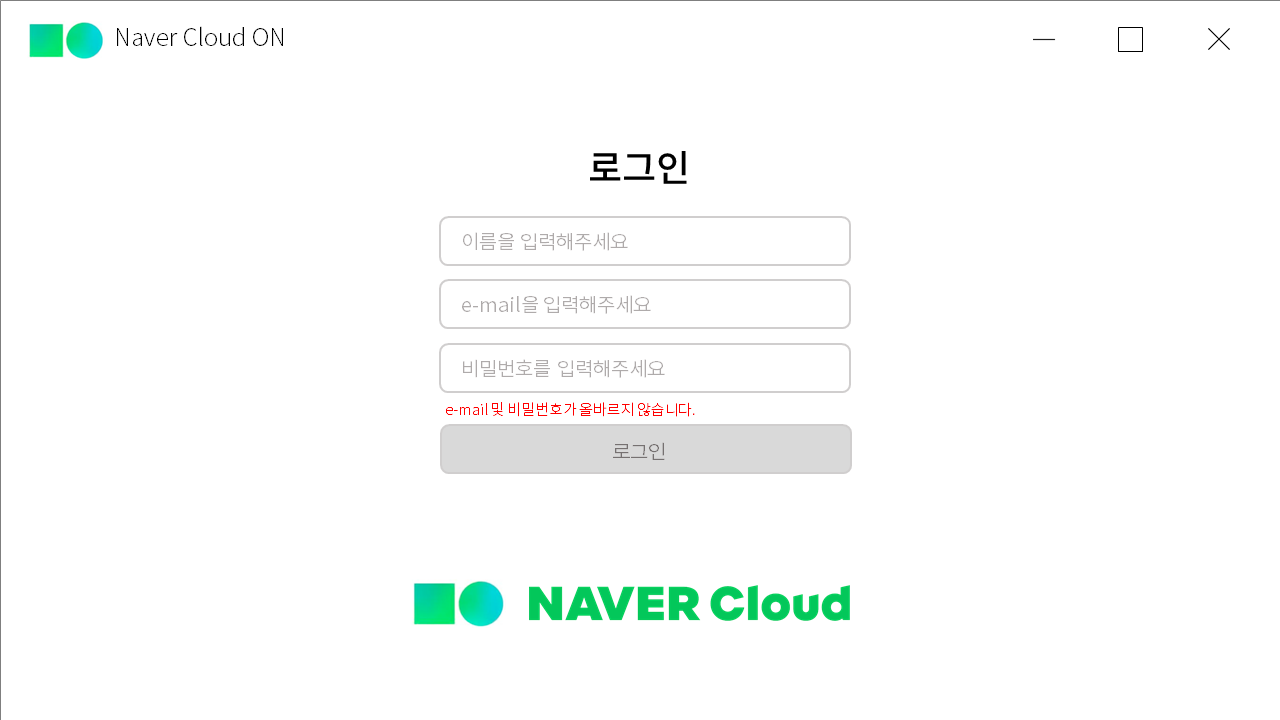 Naver Cloud ON
로그인
이름을 입력해주세요
e-mail을 입력해주세요
비밀번호를 입력해주세요
e-mail 및 비밀번호가 올바르지 않습니다.
로그인
NAVER Cloud